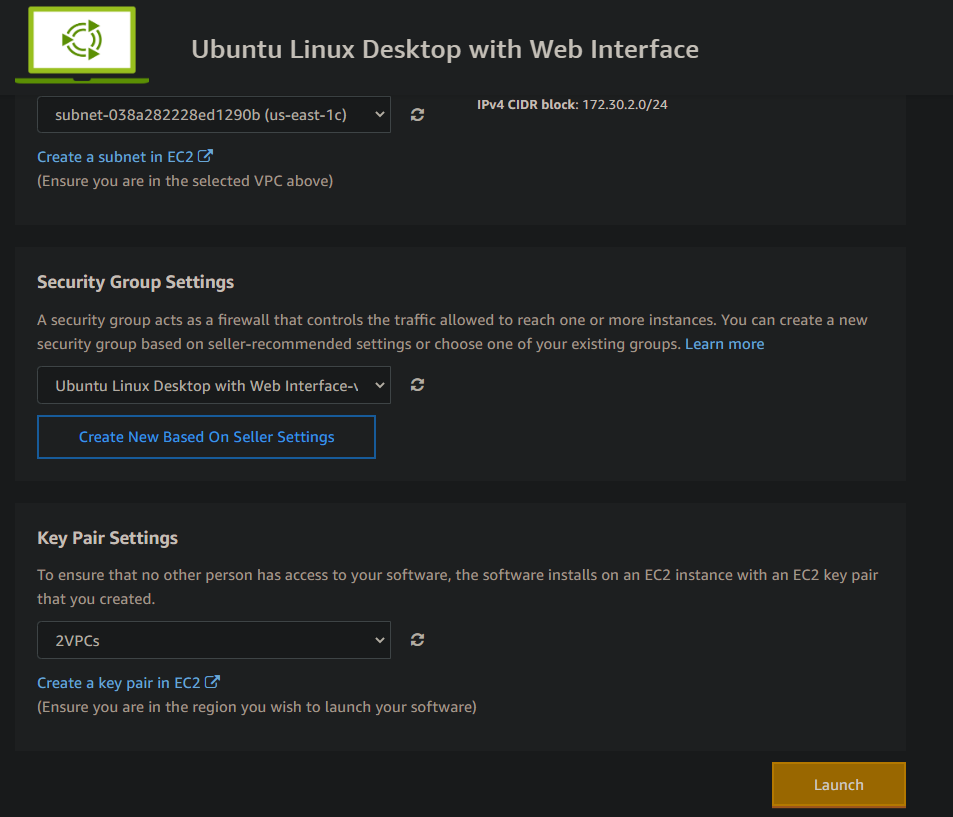 Ubuntu Linux Desktop with Web Interface
subnet-038a282228ed1290b (us-east-1c)
IPv4 CIDR block: 172.30.2.0/24
Create a subnet in EC2
(Ensure you are in the selected VPC above)
Security Group Settings
A security group acts as a firewall that controls the traffic allowed to reach one or more instances. You can create a new
security group based on seller-recommended settings or choose one of your existing groups. Learn more
Ubuntu Linux Desktop with Web Interface-
Create New Based On Seller Settings
Key Pair Settings
To ensure that no other person has access to your software, the software installs on an EC2 instance with an EC2 key pair
that you created.
2VPCs
Create a key pair in EC2
(Ensure you are in the region you wish to launch your software)
Launch